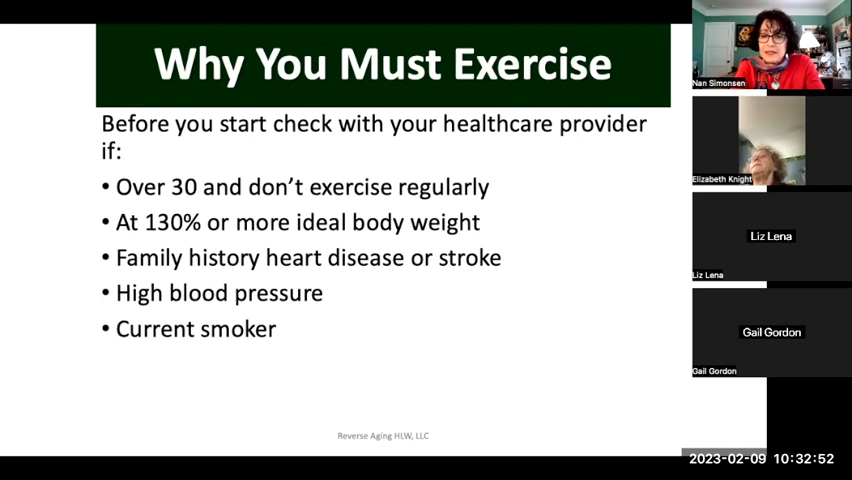 Why You Must Exercise
Before you start check with your healthcare provider
if:
• Over 30 and don’t exercise regularly
• At 130% or more ideal body weight
• Family history heart disease or stroke
• High blood pressure
• Current smoker
Reverse Aging HLW, LLC
Nan Simonsen
Elizabeth Knight
Liz Lena
Liz Lena
Gail Gordon
Gail Gordon
2023-02-09 10:32:52